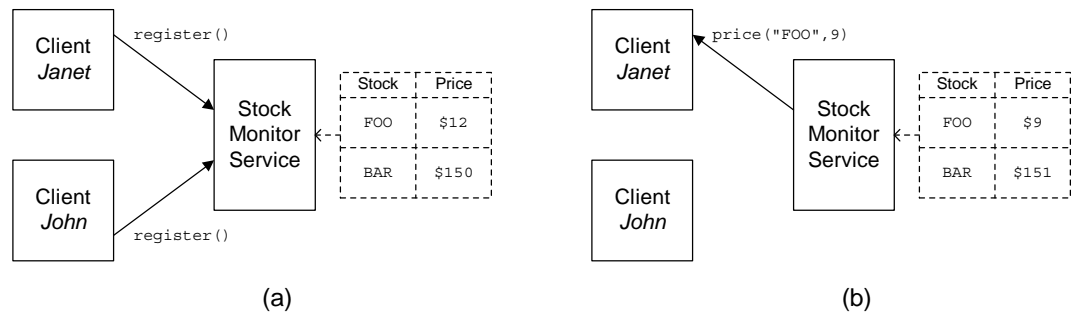 Client
Janet
register()
Stock
Monitor
Service
Stock Price
FOO $12
BAR $150
Client
John
register()
(a)
Client
Janet
price("FOO",9)
Stock
Monitor
Service
Stock Price
FOO $9
BAR $151
Client
John
(b)